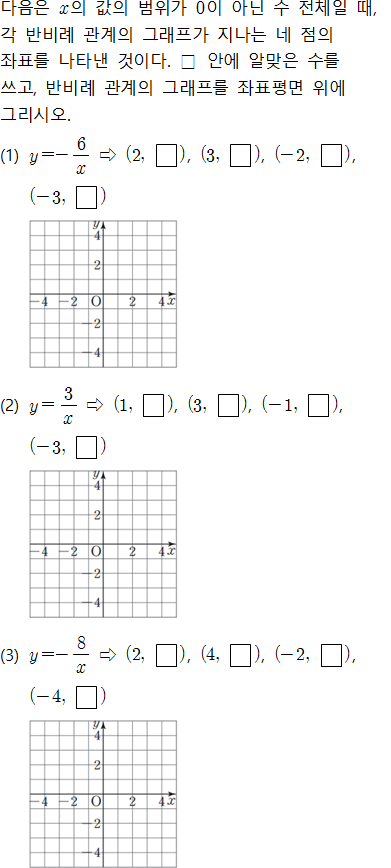 다음은 x의 값의 범위가 0이 아닌 수 전체일 때,
각 반비례 관계의 그래프가 지나는 네 점의
좌표를 나타낸 것이다. □ 안에 알맞은 수를
쓰고, 반비례 관계의 그래프를 좌표평면 위에
그리시오.
(1) y=-6/x ⇨ (2, □), (3, □), (-2, □),
(-3, □)
y
4
2
-4 -2 O 2 4 x
-2
-4
(2) y=3/x ⇨ (1, □), (3, □), (-1, □),
(-3, □)
y
4
2
-4 -2 O 2 4 x
-2
-4
(3) y=-8/x ⇨ (2, □), (4, □), (-2, □),
(-4, □)
y
4
2
-4 -2 O 2 4 x
-2
-4